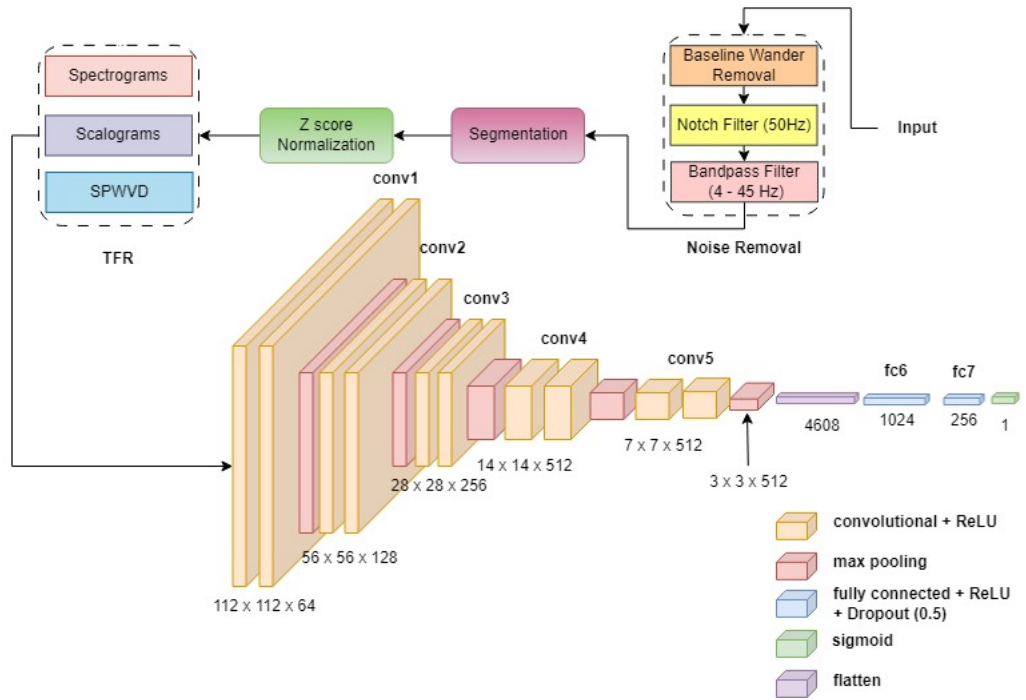 Spectrograms
Scalograms
SPWVD
TFR
Z score
Normalization
Segmentation
Baseline Wander
Removal
Notch Filter (50Hz)
Bandpass Filter
(4 - 45 Hz)
Noise Removal
Input
conv1
conv2
conv3
conv4
conv5
fc6
fc7
112 x 112 x 64
56 x 56 x 128
28 x 28 x 256
14 x 14 x 512
7 x 7 x 512
3 x 3 x 512
4608
1024
256
1
convolutional + ReLU
max pooling
fully connected + ReLU
+ Dropout (0.5)
sigmoid
flatten